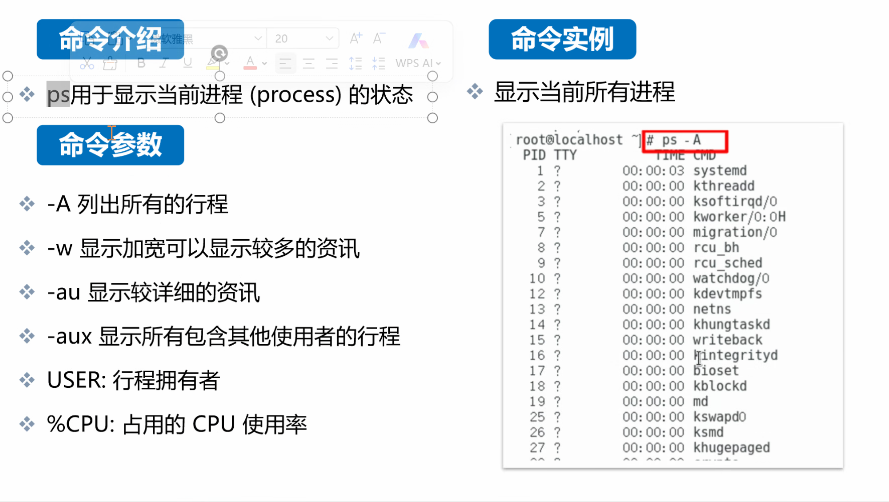 命令介绍
ps用于显示当前进程 (process) 的状态
命令参数
-A 列出所有的行程
-w 显示加宽可以显示较多的资讯
-au 显示较详细的资讯
-aux 显示所有包含其他使用者的行程
USER: 行程拥有者
%CPU: 占用的 CPU 使用率
20
A+ A-
B I U A
WPS AI
命令实例
显示当前所有进程
root@localhost ~]# ps -A
PID TTY TIME CMD
1 ? 00:00:03 systemd
2 ? 00:00:00 kthreadd
3 ? 00:00:00 ksoftirqd/0
5 ? 00:00:00 kworker/0:0H
7 ? 00:00:00 migration/0
8 ? 00:00:00 rcu_bh
9 ? 00:00:00 rcu_sched
10 ? 00:00:00 watchdog/0
12 ? 00:00:00 kdevtmpfs
13 ? 00:00:00 netns
14 ? 00:00:00 khungtaskd
15 ? 00:00:00 writeback
16 ? 00:00:00 kintegrityd
17 ? 00:00:00 bioset
18 ? 00:00:00 kblockd
19 ? 00:00:00 md
25 ? 00:00:00 kswapd0
26 ? 00:00:00 ksmd
27 ? 00:00:00 khugepaged